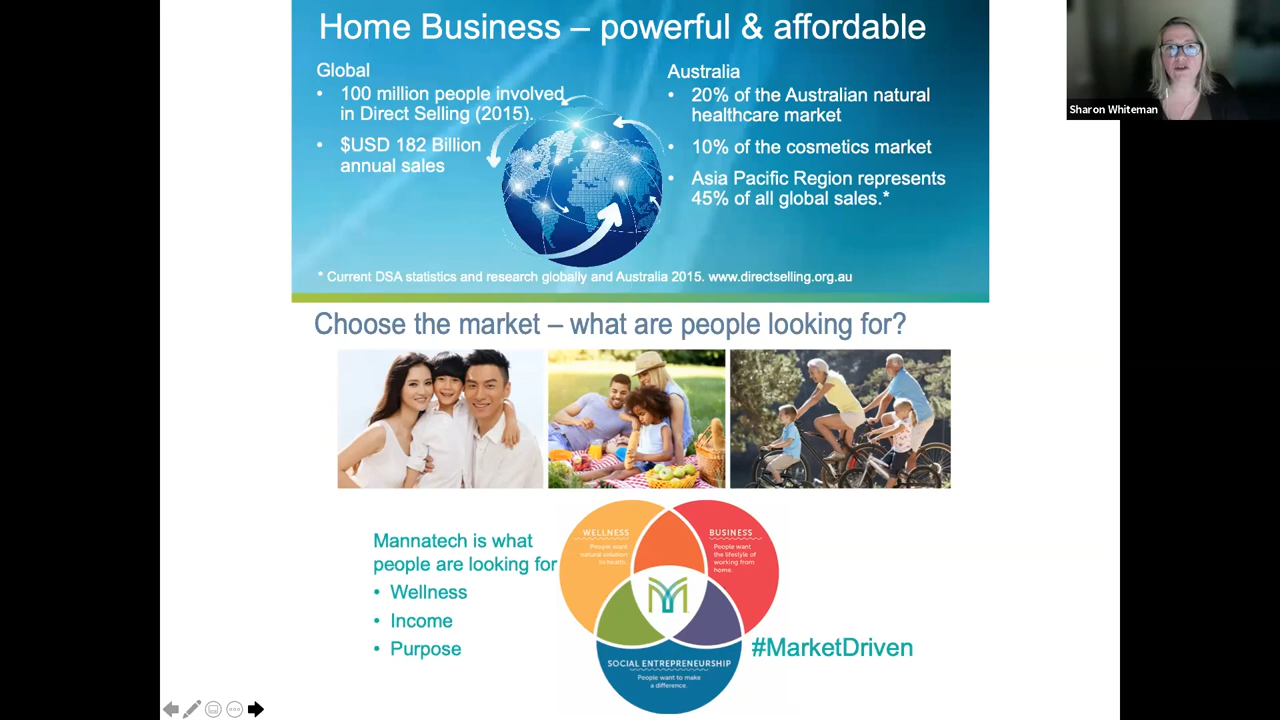 Home Business – powerful & affordable
Global
• 100 million people involved
in Direct Selling (2015).
• $USD 182 Billion
annual sales
Australia
• 20% of the Australian natural
healthcare market
• 10% of the cosmetics market
• Asia Pacific Region represents
45% of all global sales.*
* Current DSA statistics and research globally and Australia 2015. www.directselling.org.au
Sharon Whiteman
Choose the market – what are people looking for?
Mannatech is what
people are looking for
• Wellness
• Income
• Purpose
WELLNESS
People want
natural solution
to health.
BUSINESS
People want
the lifestyle of
working from
home.
SOCIAL ENTREPRENEURSHIP
People want to make
a difference.
#MarketDriven